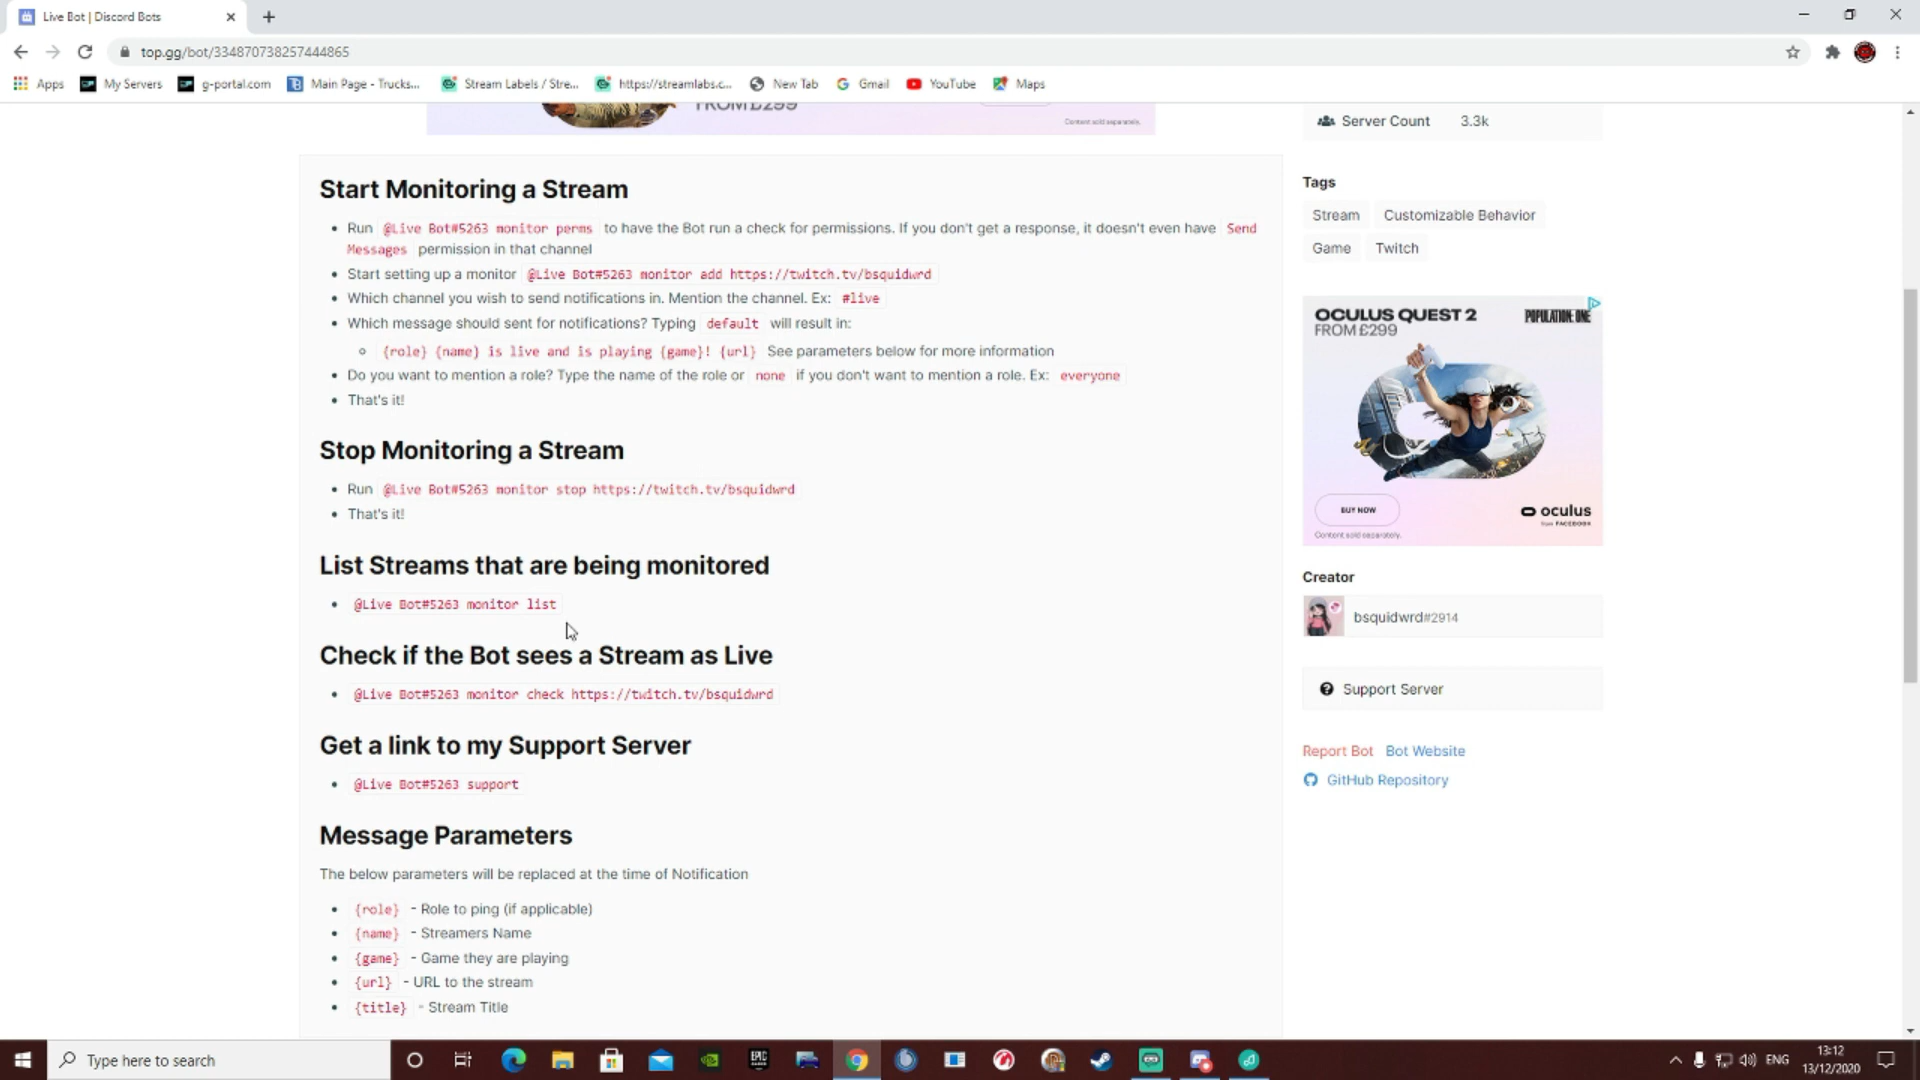 Live Bot | Discord Bots
top.gg/bot/334870738257444865
Apps My Servers g-portal.com Main Page - Trucks... Stream Labels / Stre... https://streamlabs.c... New Tab Gmail YouTube Maps
FROM £299
Content sold separately.
Server Count 3.3k
Start Monitoring a Stream
Run @Live Bot#5263 monitor perms to have the Bot run a check for permissions. If you don't get a response, it doesn't even have Send
Messages permission in that channel
Start setting up a monitor @Live Bot#5263 monitor add https://twitch.tv/bsquidwrd
Which channel you wish to send notifications in. Mention the channel. Ex: #live
Which message should sent for notifications? Typing default will result in:
{role} {name} is live and is playing {game}! {url} See parameters below for more information
Do you want to mention a role? Type the name of the role or none if you don't want to mention a role. Ex: everyone
That's it!
Stop Monitoring a Stream
Run @Live Bot#5263 monitor stop https://twitch.tv/bsquidwrd
That's it!
List Streams that are being monitored
@Live Bot#5263 monitor list
Check if the Bot sees a Stream as Live
@Live Bot#5263 monitor check https://twitch.tv/bsquidwrd
Get a link to my Support Server
@Live Bot#5263 support
Message Parameters
The below parameters will be replaced at the time of Notification
{role} - Role to ping (if applicable)
{name} - Streamers Name
{game} - Game they are playing
{url} - URL to the stream
{title} - Stream Title
Tags
Stream Customizable Behavior
Game Twitch
OCULUS QUEST 2 POPULATION: ONE
FROM £299
BUY NOW
oculus
from FACEBOOK
Content sold separately.
Creator
bsquidwrd#2914
Support Server
Report Bot Bot Website
GitHub Repository
Type here to search
EPIC
ENG
13:12
13/12/2020